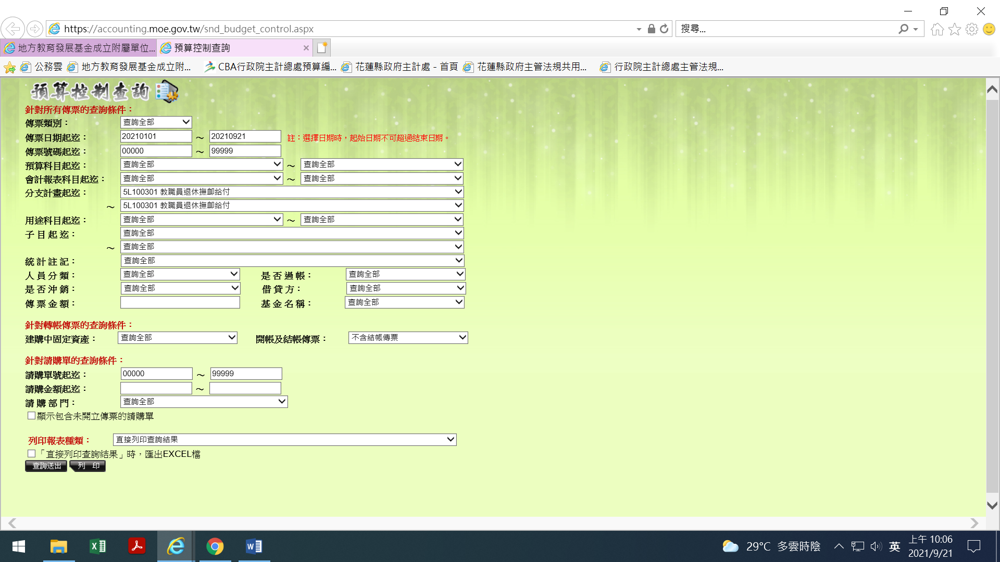 https://accounting.moe.gov.tw/snd_budget_control.aspx
搜尋...
地方教育發展基金成立附屬單位... 預算控制查詢
公務雲 地方教育發展基金成立附... CBA行政院主計總處預算編... 花蓮縣政府主計處 - 首頁 花蓮縣政府主管法規共用... 行政院主計總處主管法規...
預算控制查詢
針對所有傳票的查詢條件：
傳票類別： 查詢全部
傳票日期起迄： 20210101 ～ 20210921 註：選擇日期時，起始日期不可超過結束日期。
傳票號碼起迄： 00000 ～ 99999
預算科目起迄： 查詢全部 ～ 查詢全部
會計報表科目起迄： 查詢全部 ～ 查詢全部
分支計畫起迄： 5L100301 教職員退休撫卹給付
～ 5L100301 教職員退休撫卹給付
用途科目起迄： 查詢全部 ～ 查詢全部
子 目 起 迄： 查詢全部
～ 查詢全部
統 計 註 記： 查詢全部
人 員 分 類： 查詢全部 是 否 過 帳： 查詢全部
是 否 沖 銷： 查詢全部 借 貸 方： 查詢全部
傳 票 金 額： 基 金 名 稱： 查詢全部
針對轉帳傳票的查詢條件：
建購中固定資產： 查詢全部 開帳及結帳傳票： 不含結帳傳票
針對請購單的查詢條件：
請購單號起迄： 00000 ～ 99999
請購金額起迄： ～
請 購 部 門： 查詢全部
顯示包含未開立傳票的請購單
列印報表種類： 直接列印查詢結果
「直接列印查詢結果」時，匯出EXCEL檔
查詢送出 列 印
29°C 多雲時陰 英 上午 10:06
2021/9/21